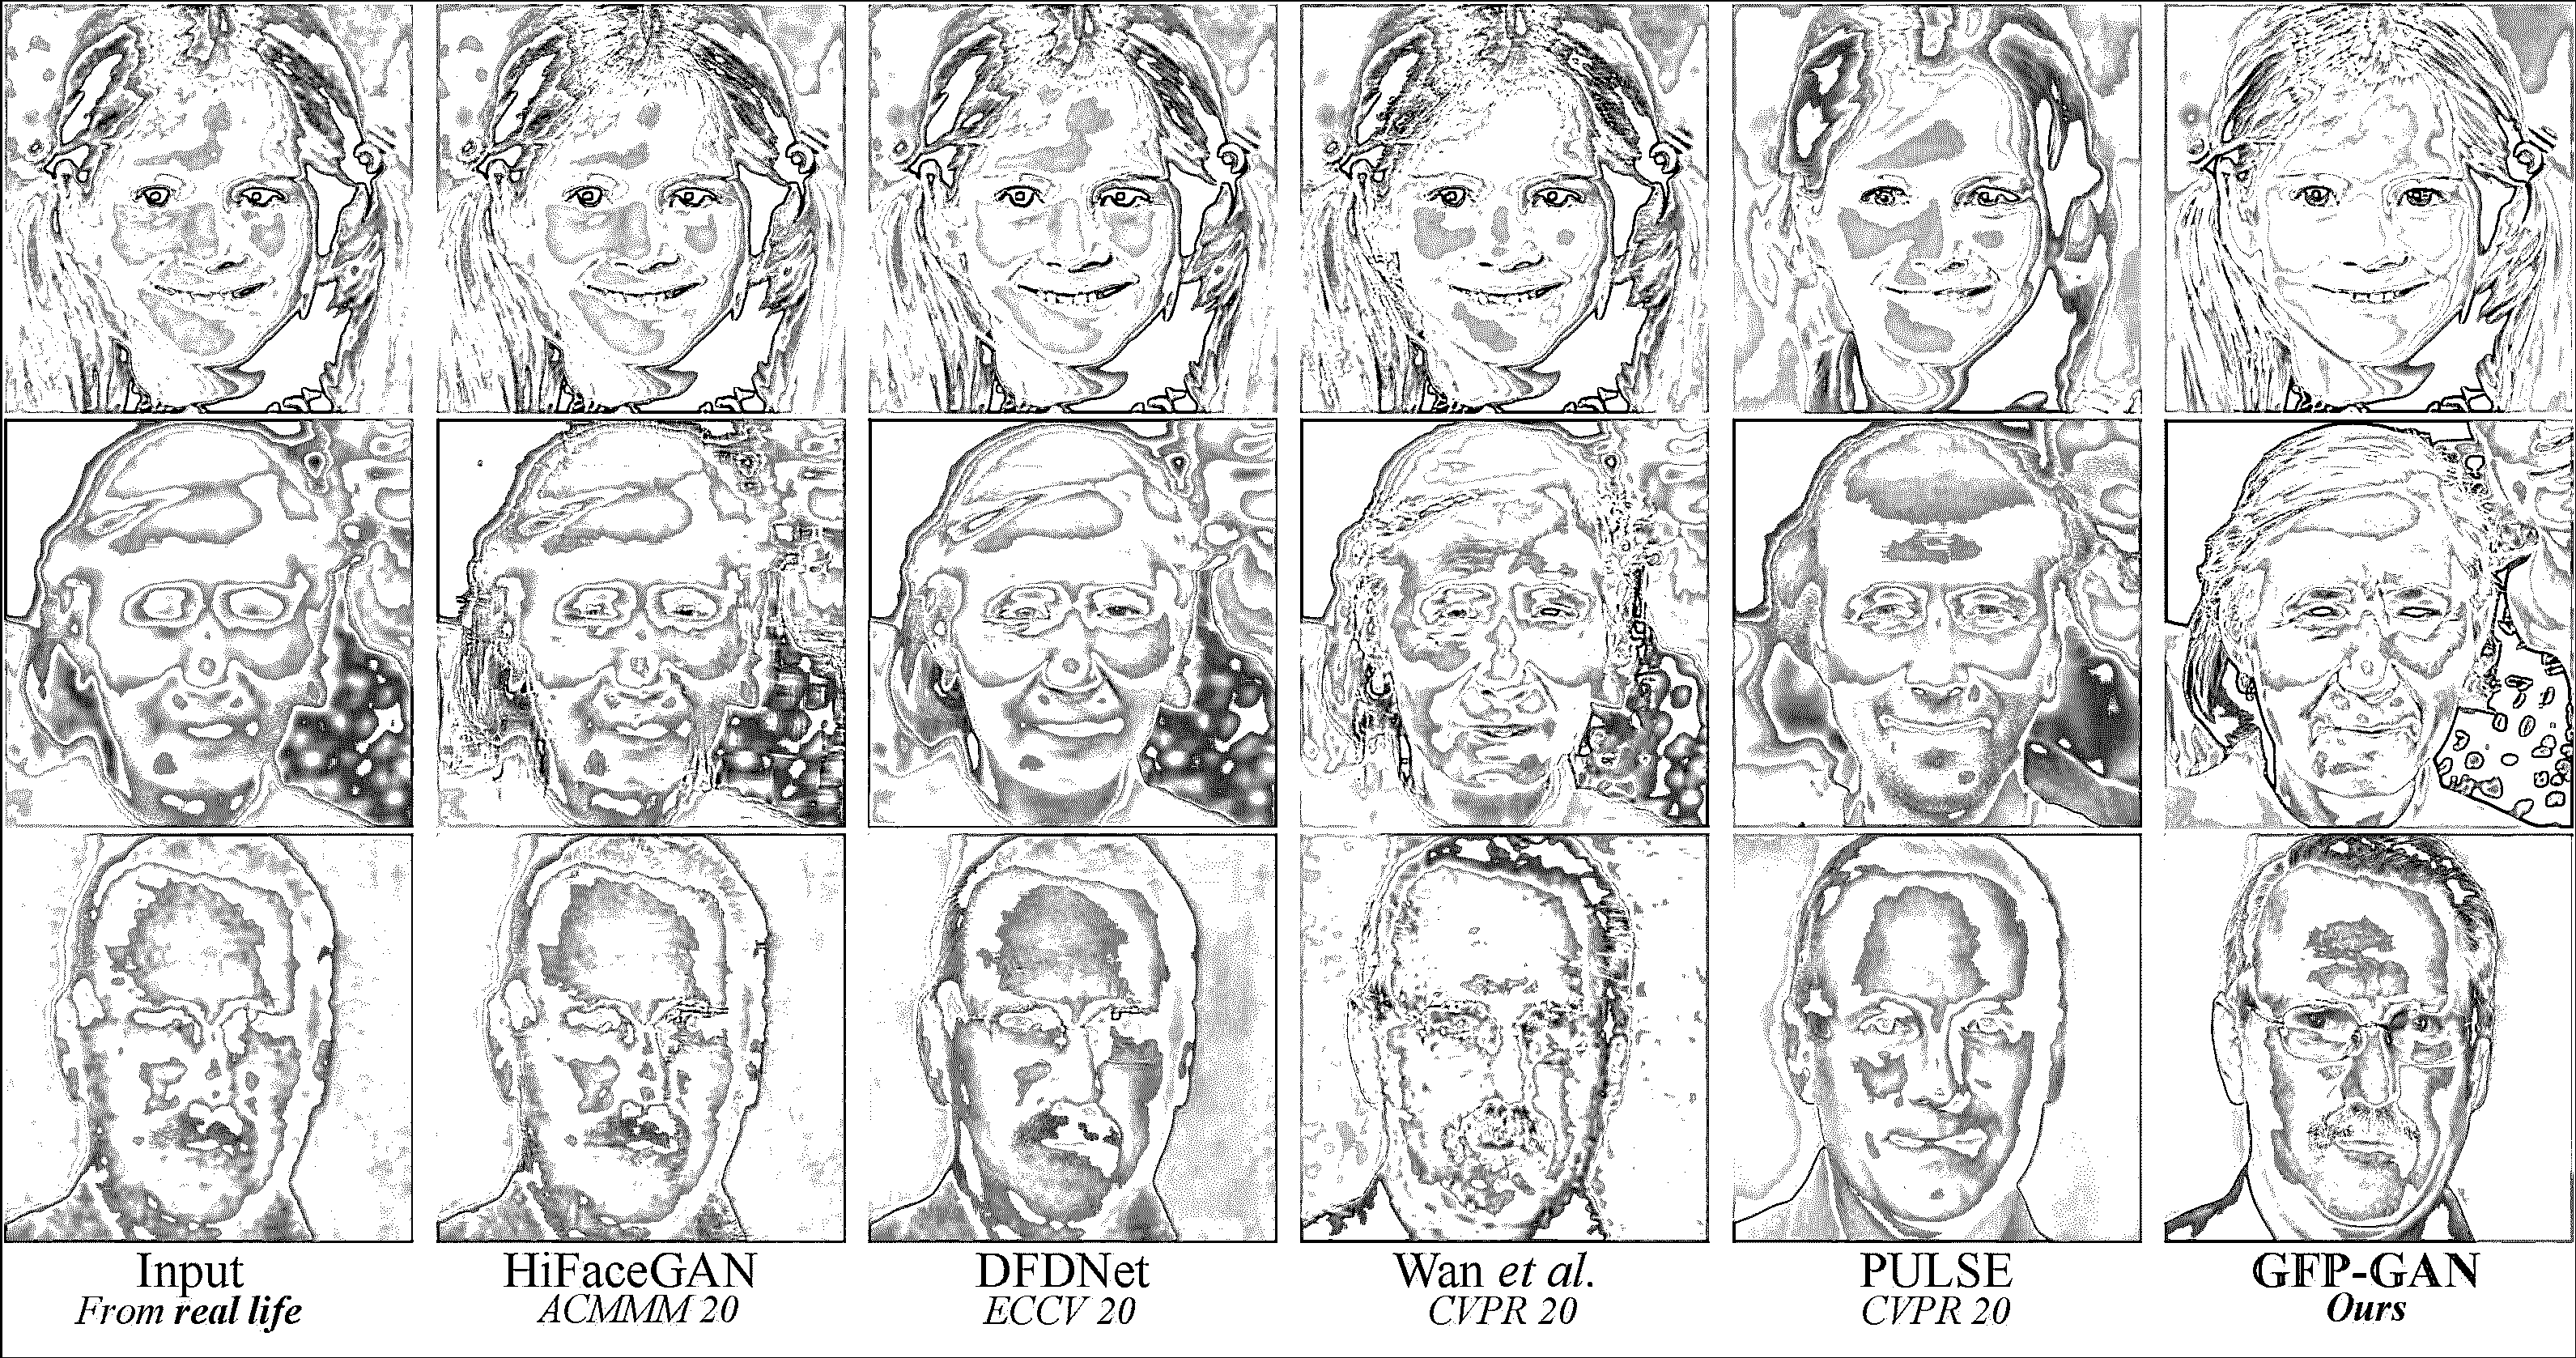 Input HiFaceGAN DFDNet Wan et al. PULSE GFP-GAN
From real life ACMMM 20 ECCV 20 CVPR 20 CVPR 20 Ours